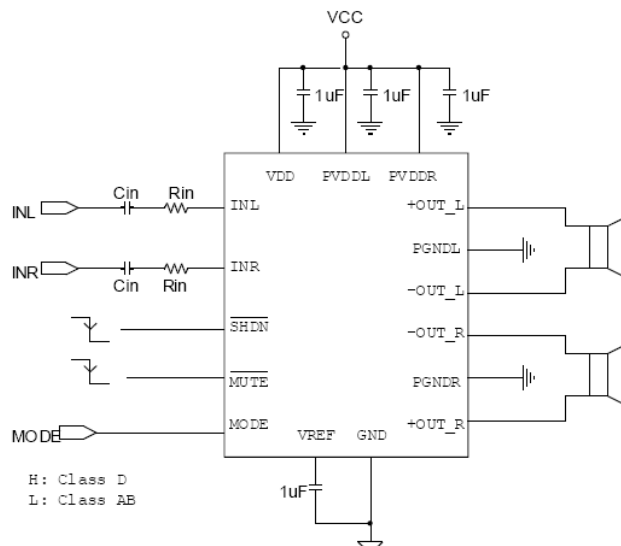 VCC
1uF 1uF 1uF
VDD PVDDL PVDDR
INL Cin Rin INL +OUT_L
PGNDL
INR Cin Rin INR -OUT_L
SHDN -OUT_R
MUTE PGNDR
MODE MODE +OUT_R
VREF GND
H: Class D
L: Class AB
1uF